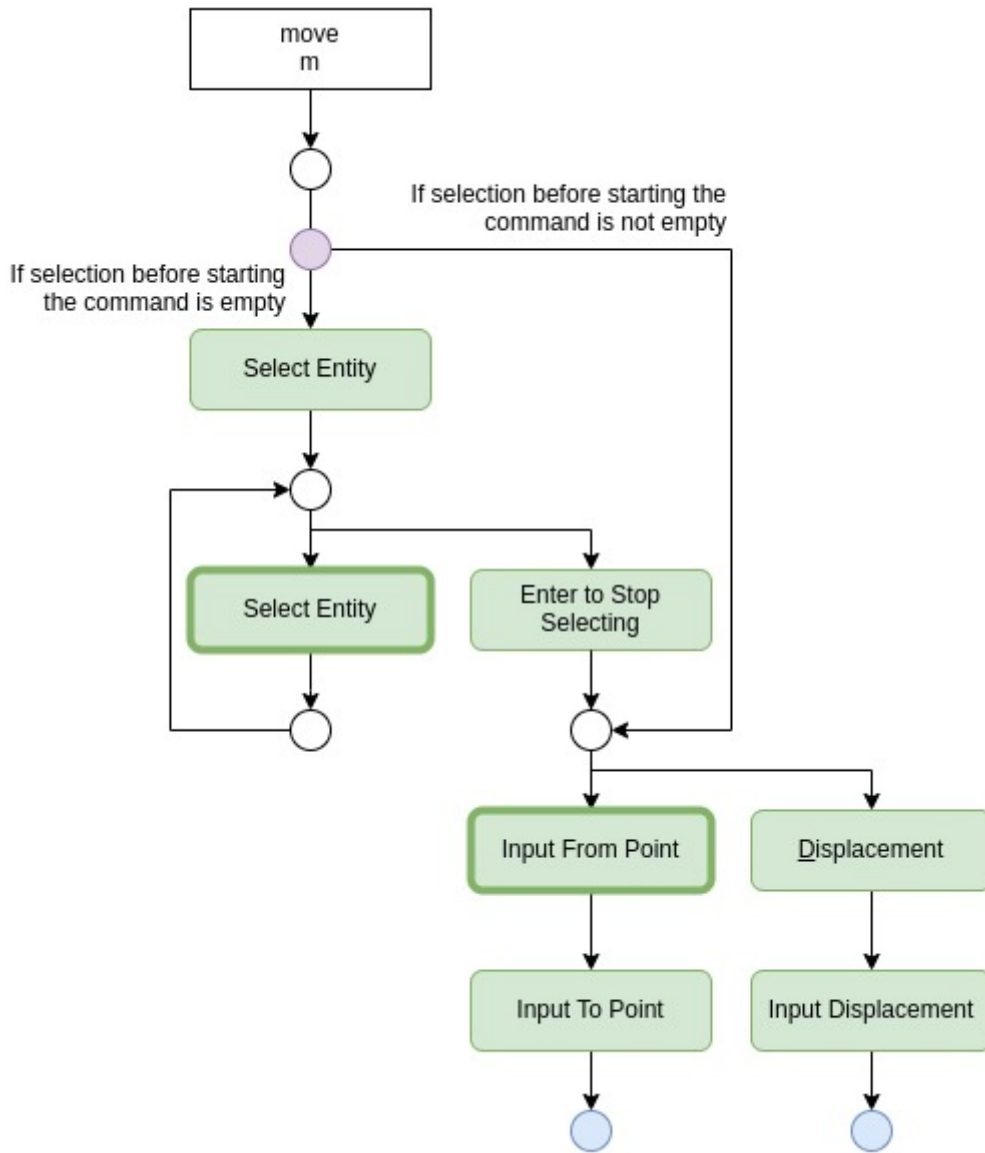 move
m
If selection before starting the
command is not empty
If selection before starting
the command is empty
Select Entity
Select Entity
Enter to Stop
Selecting
Input From Point
Displacement
Input To Point
Input Displacement